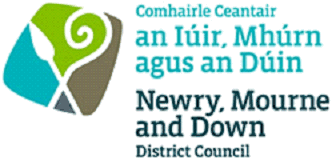 Comhairle Ceantair
an Iúir, Mhúrn
agus an Dúin
Newry, Mourne
and Down
District Council